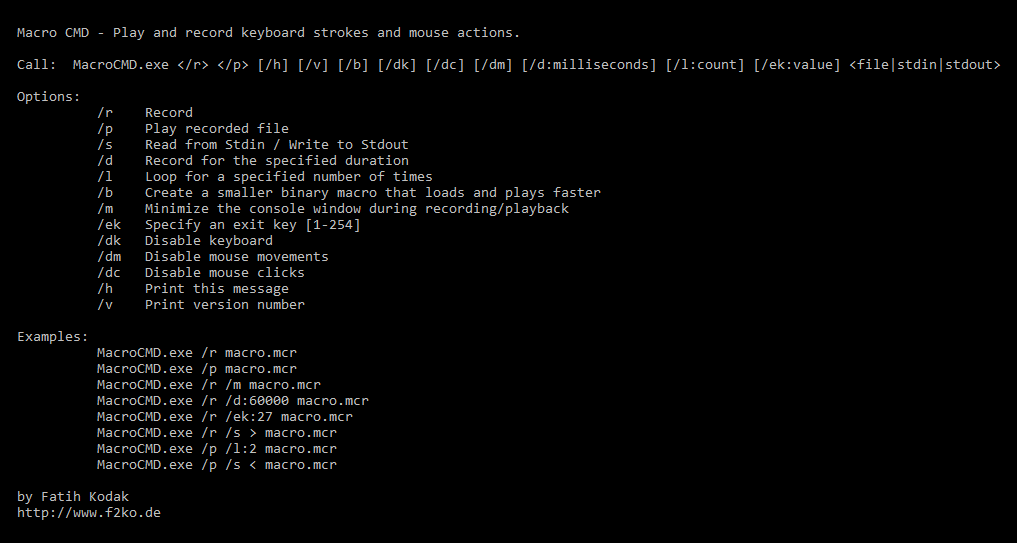 Macro CMD - Play and record keyboard strokes and mouse actions.
Call:  MacroCMD.exe </r> </p> [/h] [/v] [/b] [/dk] [/dc] [/dm] [/d:milliseconds] [/l:count] [/ek:value] <file|stdin|stdout>
Options:
/r    Record
/p    Play recorded file
/s    Read from Stdin / Write to Stdout
/d    Record for the specified duration
/l    Loop for a specified number of times
/b    Create a smaller binary macro that loads and plays faster
/m    Minimize the console window during recording/playback
/ek   Specify an exit key [1-254]
/dk   Disable keyboard
/dm   Disable mouse movements
/dc   Disable mouse clicks
/h    Print this message
/v    Print version number
Examples:
MacroCMD.exe /r macro.mcr
MacroCMD.exe /p macro.mcr
MacroCMD.exe /r /m macro.mcr
MacroCMD.exe /r /d:60000 macro.mcr
MacroCMD.exe /r /ek:27 macro.mcr
MacroCMD.exe /r /s > macro.mcr
MacroCMD.exe /p /l:2 macro.mcr
MacroCMD.exe /p /s < macro.mcr
by Fatih Kodak
http://www.f2ko.de